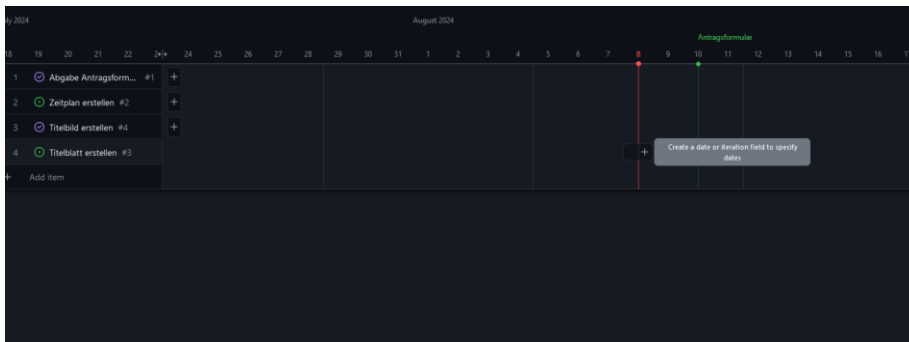 ly 2024
August 2024
Antragsformular
18 19 20 21 22 24 25 26 27 28 29 30 31 1 2 3 4 5 6 7 8 9 10 11 12 13 14 15 16
1 Abgabe Antragsform... #1 +
2 Zeitplan erstellen #2 +
3 Titelbild erstellen #4 +
4 Titelblatt erstellen #3 + Create a date or iteration field to specify
dates
+ Add item